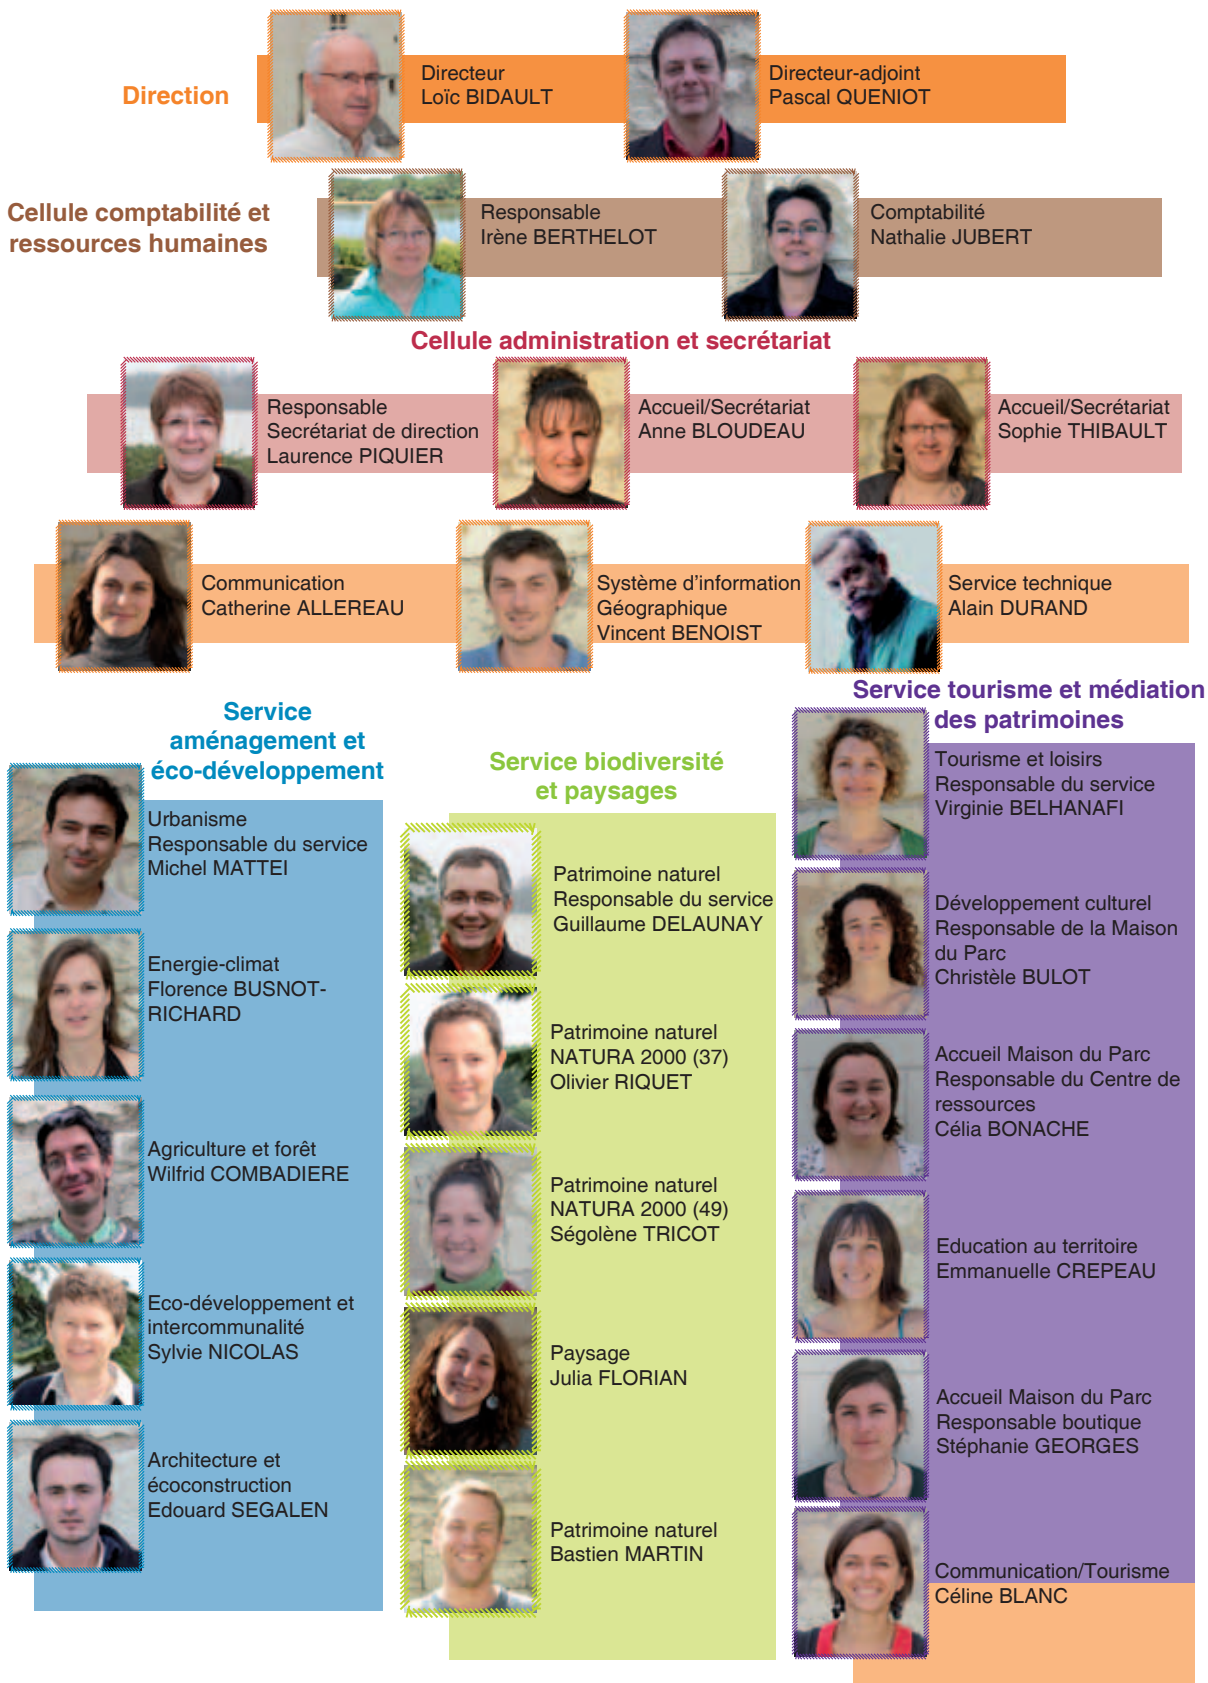 Direction
Directeur
Loïc BIDAULT
Directeur-adjoint
Pascal QUENIOT
Cellule comptabilité et
ressources humaines
Responsable
Irène BERTHELOT
Comptabilité
Nathalie JUBERT
Cellule administration et secrétariat
Responsable
Secrétariat de direction
Laurence PIQUIER
Accueil/Secrétariat
Anne BLOUDEAU
Accueil/Secrétariat
Sophie THIBAULT
Communication
Catherine ALLEREAU
Système d'information
Géographique
Vincent BENOIST
Service technique
Alain DURAND
Service
aménagement et
éco-développement
Urbanisme
Responsable du service
Michel MATTEI
Energie-climat
Florence BUSNOT-
RICHARD
Agriculture et forêt
Wilfrid COMBADIERE
Eco-développement et
intercommunalité
Sylvie NICOLAS
Architecture et
écoconstruction
Edouard SEGALEN
Service biodiversité
et paysages
Patrimoine naturel
Responsable du service
Guillaume DELAUNAY
Patrimoine naturel
NATURA 2000 (37)
Olivier RIQUET
Patrimoine naturel
NATURA 2000 (49)
Ségolène TRICOT
Paysage
Julia FLORIAN
Patrimoine naturel
Bastien MARTIN
Service tourisme et médiation
des patrimoines
Tourisme et loisirs
Responsable du service
Virginie BELHANAFI
Développement culturel
Responsable de la Maison
du Parc
Christèle BULOT
Accueil Maison du Parc
Responsable du Centre de
ressources
Célia BONACHE
Education au territoire
Emmanuelle CREPEAU
Accueil Maison du Parc
Responsable boutique
Stéphanie GEORGES
Communication/Tourisme
Céline BLANC